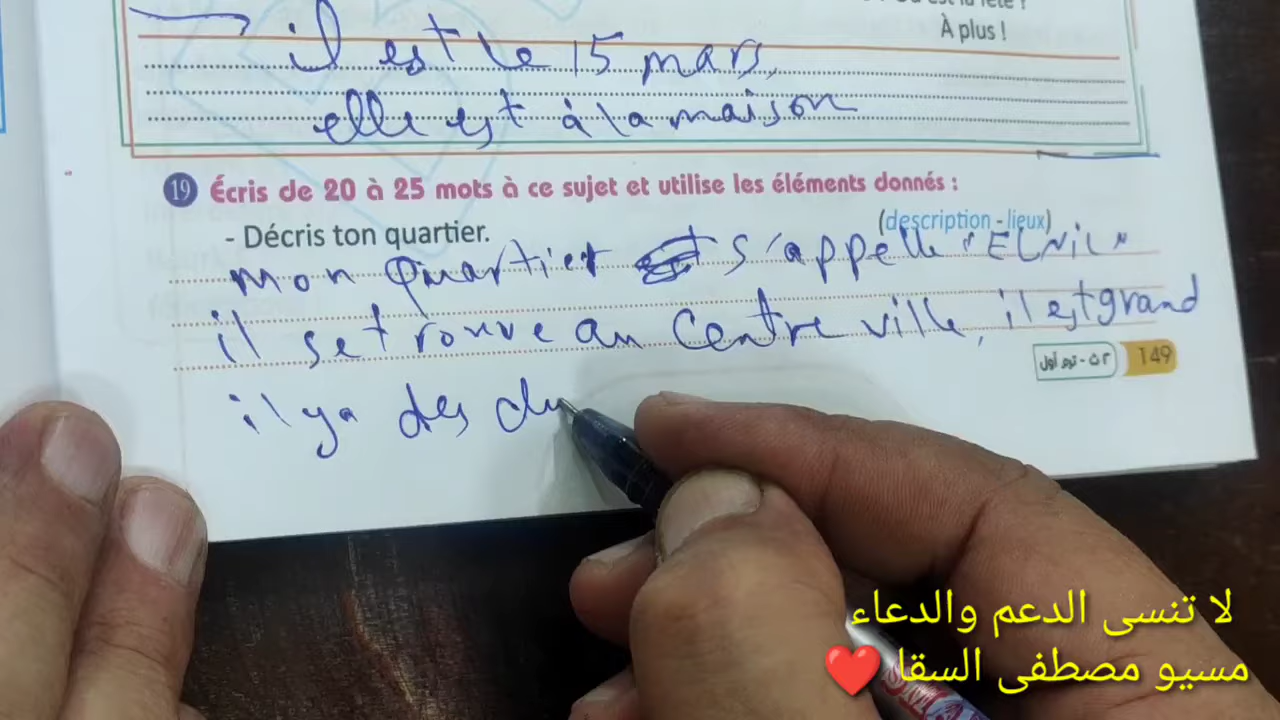 À plus !
il est le 15 mars,
elle est à la maison
19 Écris de 20 à 25 mots à ce sujet et utilise les éléments donnés :
- Décris ton quartier. (description - lieux)
mon quartier s'appelle "ELNil"
il se trouve au centre ville, il est grand
149
il y a des
لا تنسى الدعم والدعاء
مسيو مصطفى السقا ❤️